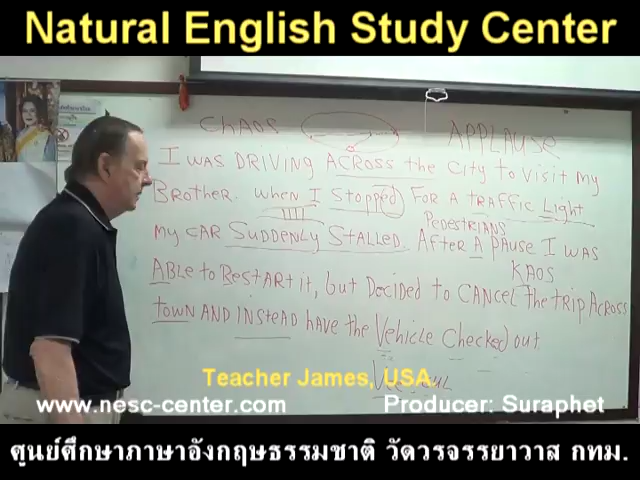 Natural English Study Center
CHAOS
APPLAUSE
I WAS DRIVING ACROSS the CITY to VISIT MY
BROTHER. when I Stopped FOR A tRAFFIC Light
PEDESTRIANS
MY CAR SUDDENLY STALLED. AFteR A PAUSE I WAS
KAOS
ABLe to REStARt it, but DeCIDeD to CANCeL the tRIP ACROSS
town AND INSteAD have the Vehicle Checked out.
Teacher James, USA
www.nesc-center.com
Producer: Suraphet
ศูนย์ศึกษาภาษาอังกฤษธรรมชาติ วัดวรจรรยาวาส กทม.